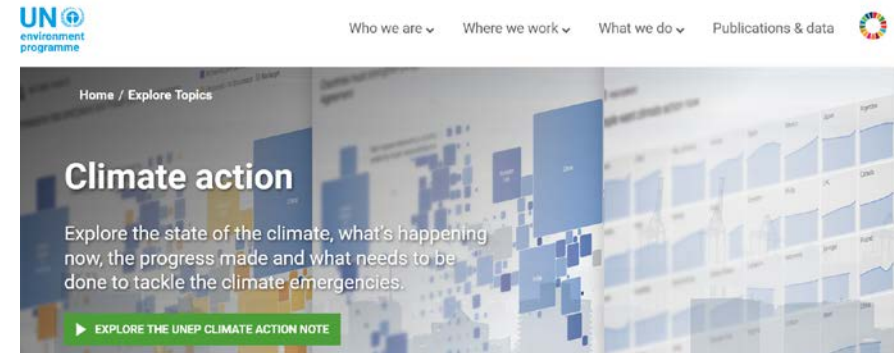 UN
environment
programme
Who we are
Where we work
What we do
Publications & data
Home / Explore Topics
Climate action
Explore the state of the climate, what's happening
now, the progress made and what needs to be
done to tackle the climate emergencies.
EXPLORE THE UNEP CLIMATE ACTION NOTE